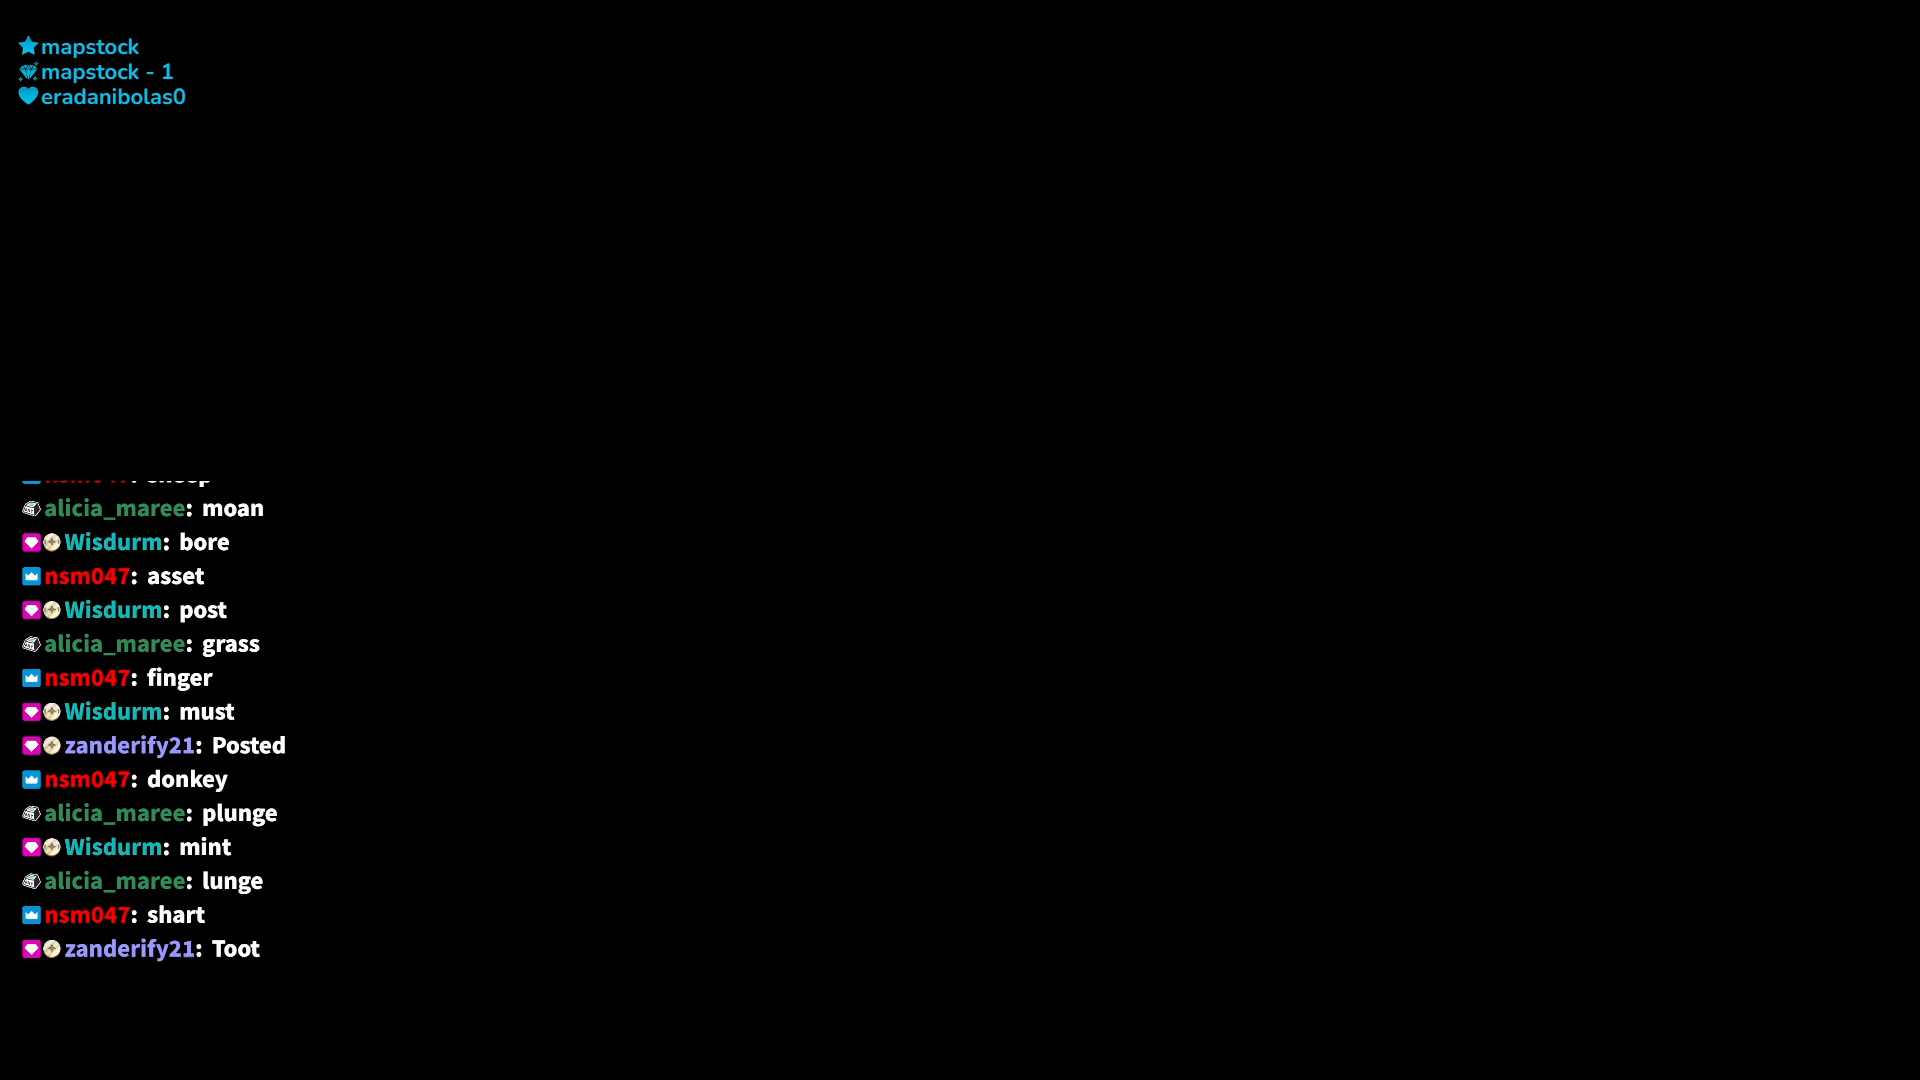 mapstock
mapstock - 1
eradanibolas0
alicia_maree: moan
Wisdurm: bore
nsm047: asset
Wisdurm: post
alicia_maree: grass
nsm047: finger
Wisdurm: must
zanderify21: Posted
nsm047: donkey
alicia_maree: plunge
Wisdurm: mint
alicia_maree: lunge
nsm047: shart
zanderify21: Toot